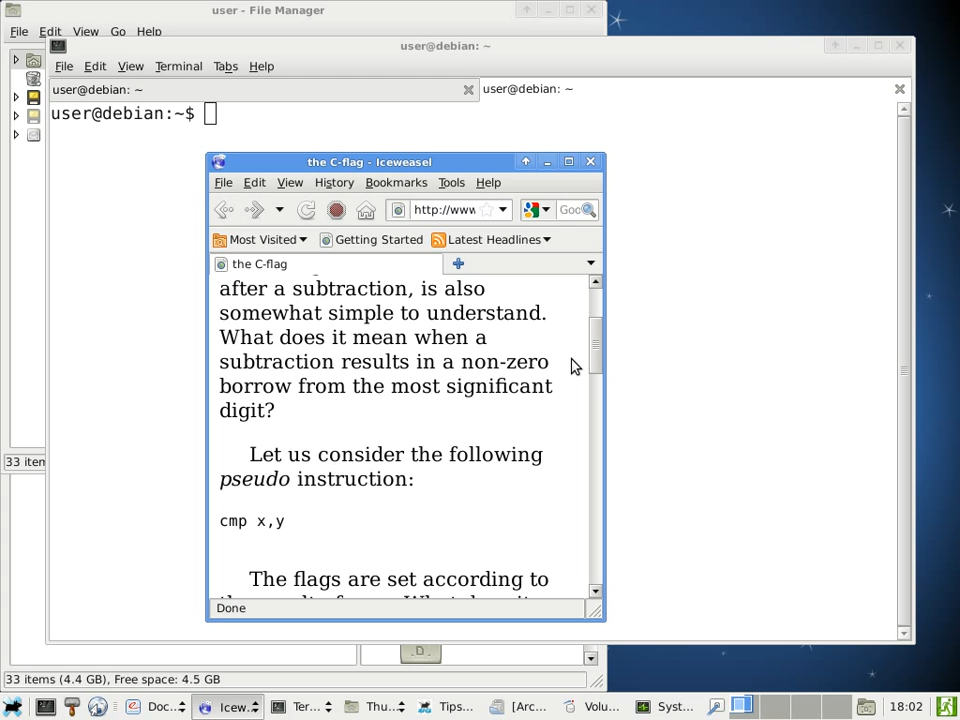 user - File Manager
File Edit View Go Help
user@debian: ~
File Edit View Terminal Tabs Help
user@debian: ~
user@debian: ~
user@debian:~$
the C-flag - Iceweasel
File Edit View History Bookmarks Tools Help
http://www
Goo
Most Visited Getting Started Latest Headlines
the C-flag
after a subtraction, is also
somewhat simple to understand.
What does it mean when a
subtraction results in a non-zero
borrow from the most significant
digit?
Let us consider the following
pseudo instruction:
cmp x,y
The flags are set according to
Done
33 item
D
33 items (4.4 GB), Free space: 4.5 GB
Doc... Icew... Ter... Thu... Tips... [Arc... Volu... Syst... 18:02